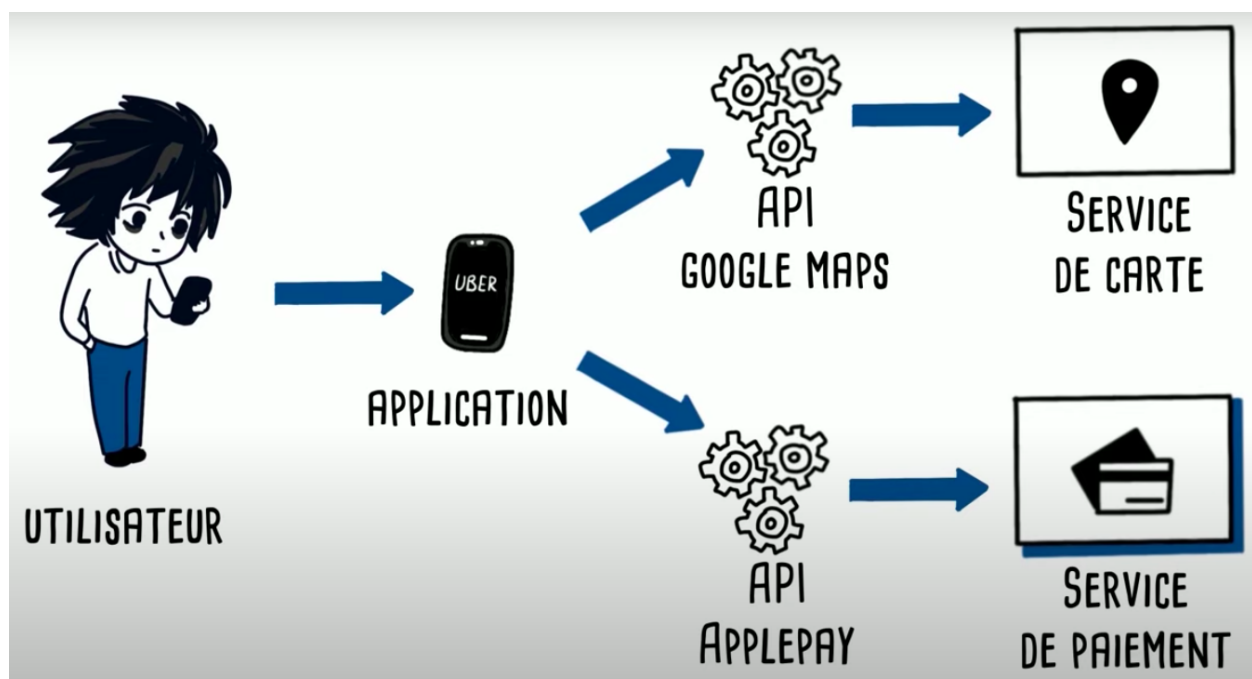 UTILISATEUR
UBER
APPLICATION
API
GOOGLE MAPS
SERVICE
DE CARTE
API
APPLEPAY
SERVICE
DE PAIEMENT